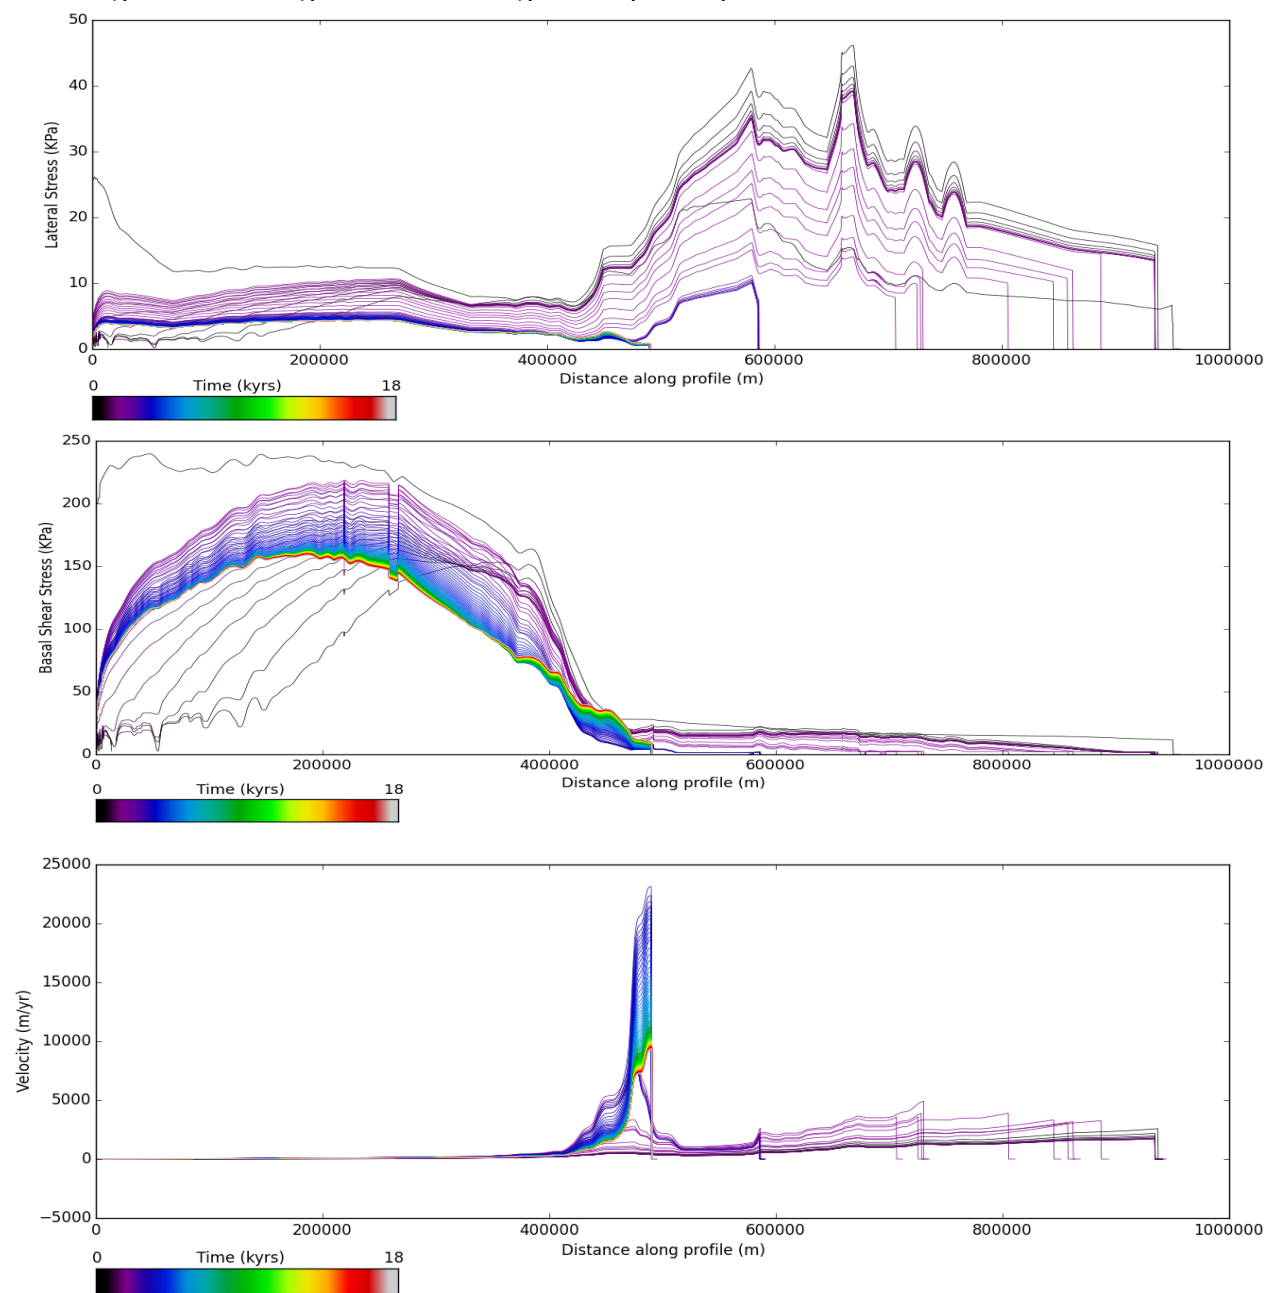 50
40
30
20
10
0
Lateral Stress (KPa)
0 200000 400000 600000 800000 1000000
Distance along profile (m)
0 Time (kyrs) 18
250
200
150
100
50
0
Basal Shear Stress (KPa)
0 200000 400000 600000 800000 1000000
Distance along profile (m)
0 Time (kyrs) 18
25000
20000
15000
10000
5000
0
−5000
Velocity (m/yr)
0 200000 400000 600000 800000 1000000
Distance along profile (m)
0 Time (kyrs) 18